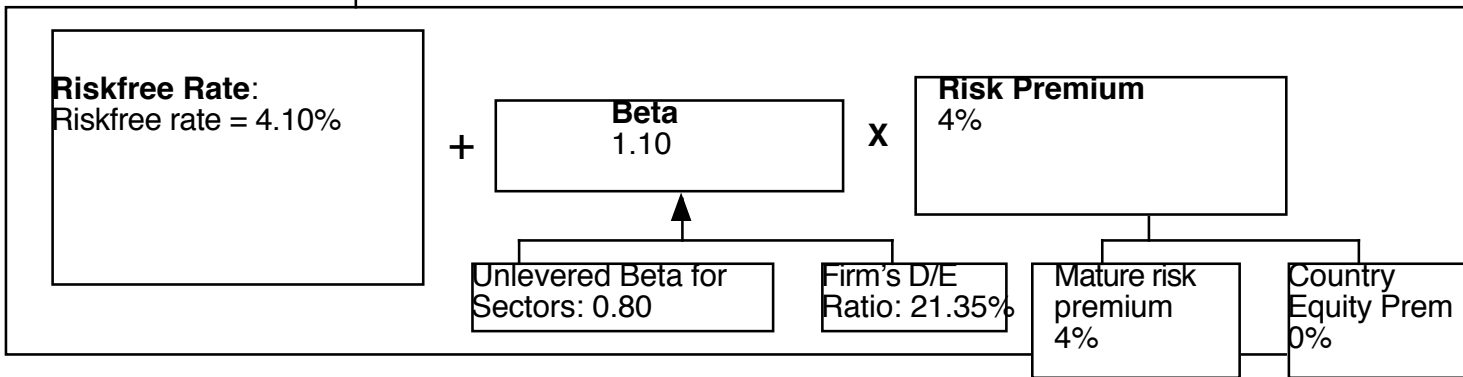 Riskfree Rate:
Riskfree rate = 4.10%
+
Beta
1.10
X
Risk Premium
4%
Unlevered Beta for
Sectors: 0.80
Firm's D/E
Ratio: 21.35%
Mature risk
premium
4%
Country
Equity Prem
0%